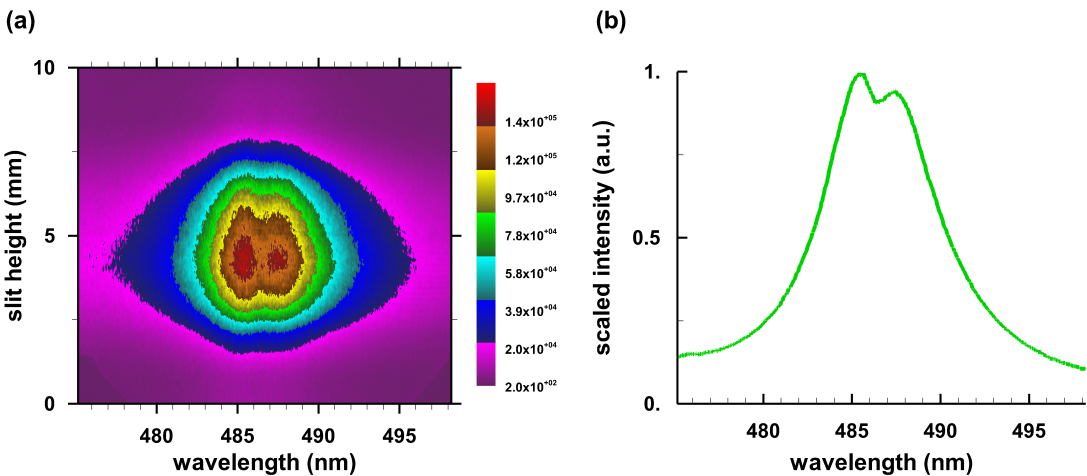 (a)
(b)
10
5
0
slit height (mm)
480
485
490
495
wavelength (nm)
1.4x10+05
1.2x10+05
9.7x10+04
7.8x10+04
5.8x10+04
3.9x10+04
2.0x10+04
2.0x10+02
1.
0.5
0.
scaled intensity (a.u.)
480
485
490
495
wavelength (nm)